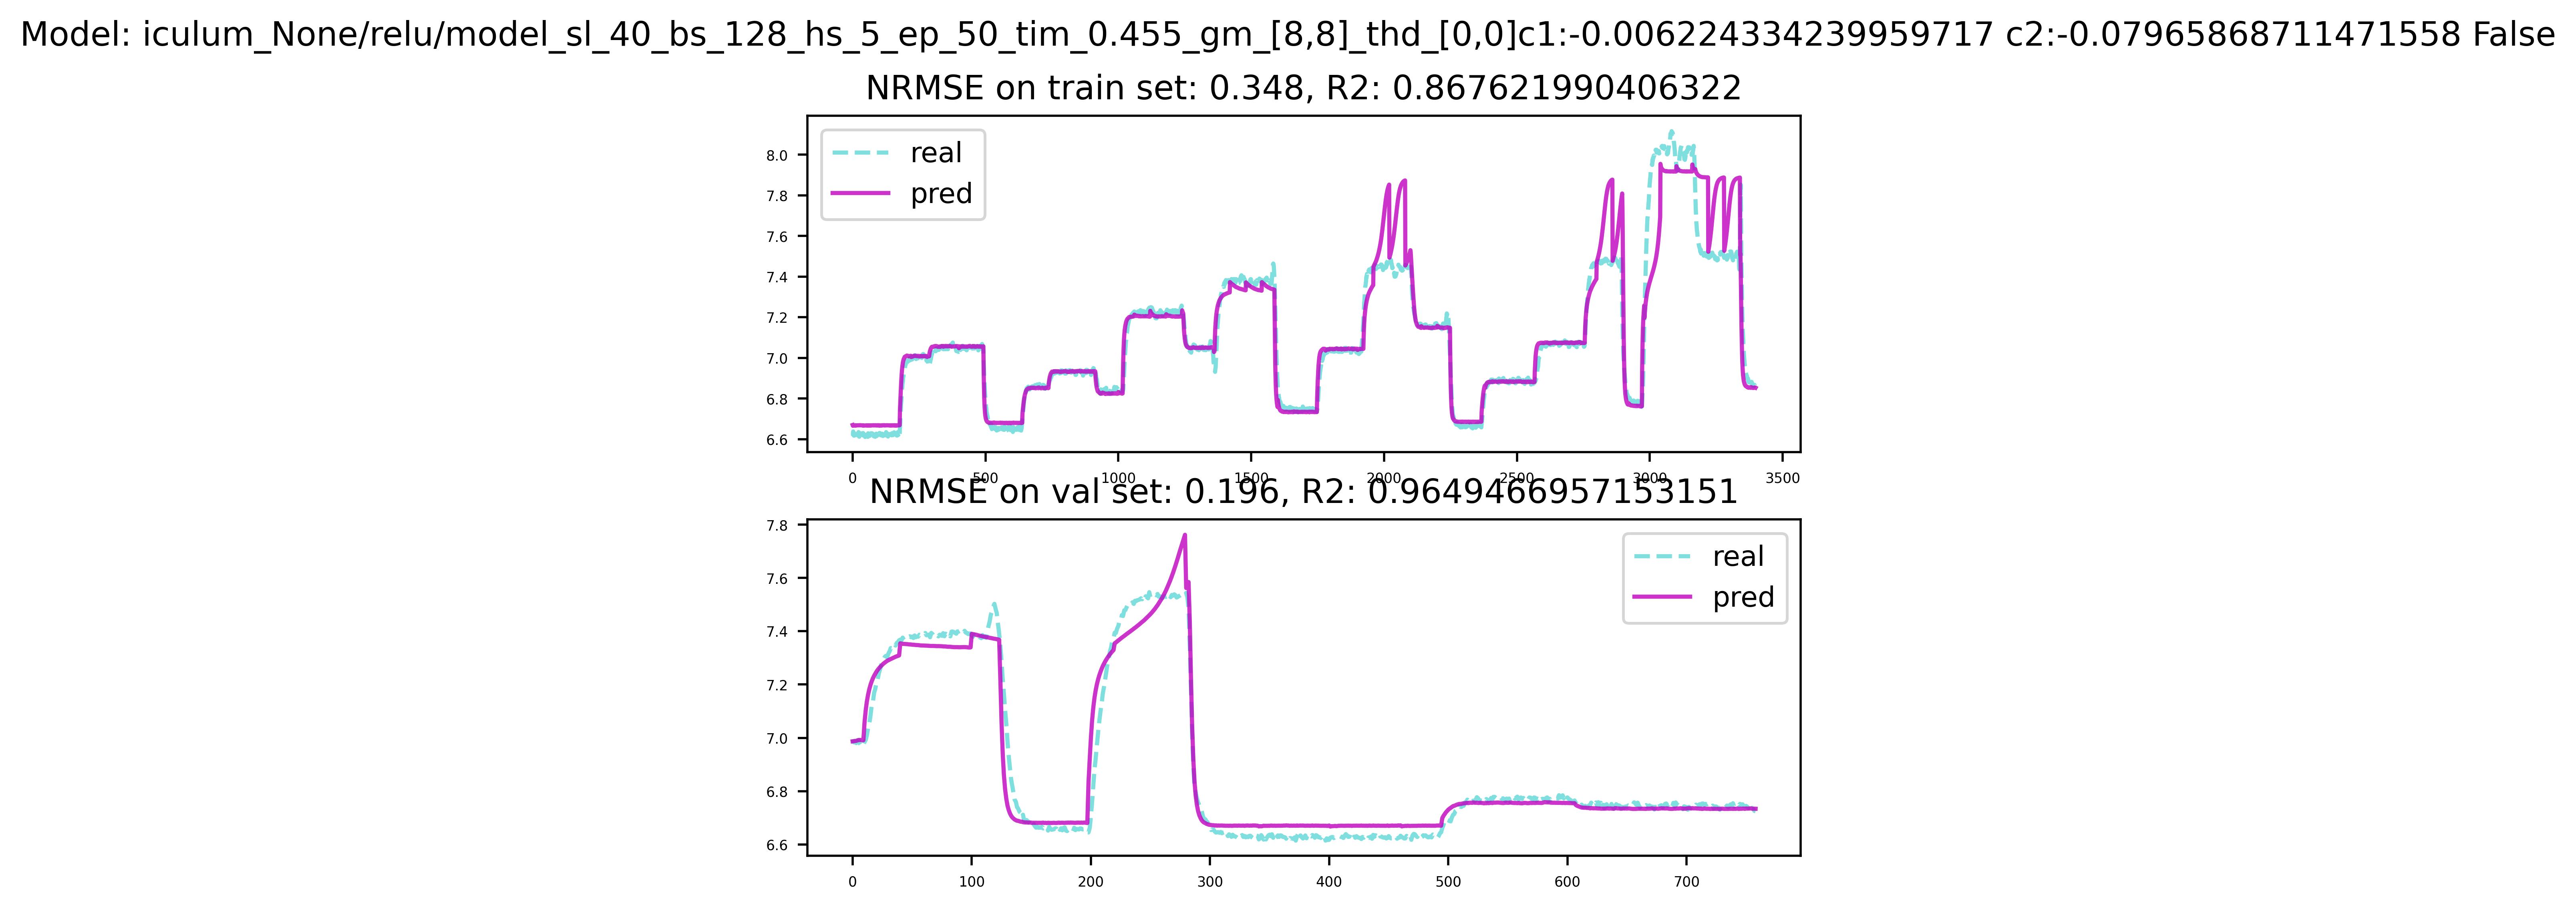 Model: iculum_None/relu/model_sl_40_bs_128_hs_5_ep_50_tim_0.455_gm_[8,8]_thd_[0,0]c1:-0.006224334239959717 c2:-0.07965868711471558 False
NRMSE on train set: 0.348, R2: 0.867621990406322
real
pred
8.0
7.8
7.6
7.4
7.2
7.0
6.8
6.6
0 500 1000 1500 2000 2500 3000 3500
NRMSE on val set: 0.196, R2: 0.9649466957153151
real
pred
7.8
7.6
7.4
7.2
7.0
6.8
6.6
0 100 200 300 400 500 600 700